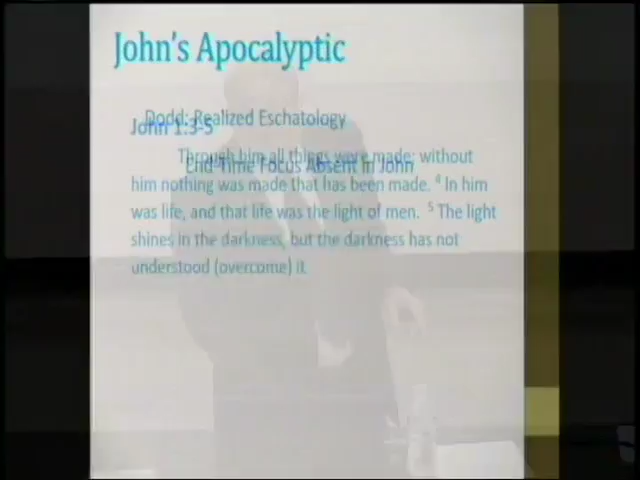 John's Apocalyptic
Dodd: Realized Eschatology
John 1:3-5
Through him all things were made; without
End-Time Focus Absent in John
him nothing was made that has been made. ⁴ In him
was life, and that life was the light of men. ⁵ The light
shines in the darkness, but the darkness has not
understood (overcome) it